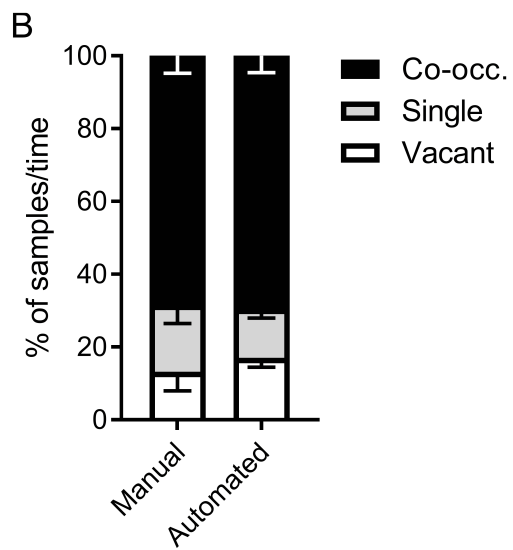 B
% of samples/time
100
80
60
40
20
0
Manual
Automated
Co-occ.
Single
Vacant